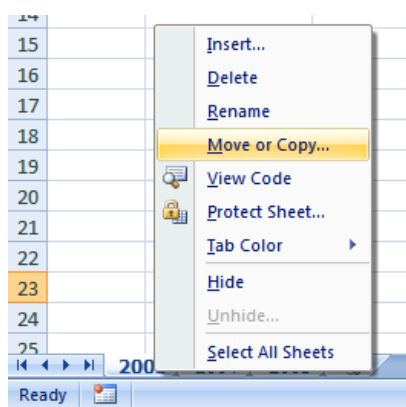 14
15
16
17
18
19
20
21
22
23
24
25
Insert...
Delete
Rename
Move or Copy...
View Code
Protect Sheet...
Tab Color
Hide
Unhide...
Select All Sheets
Ready